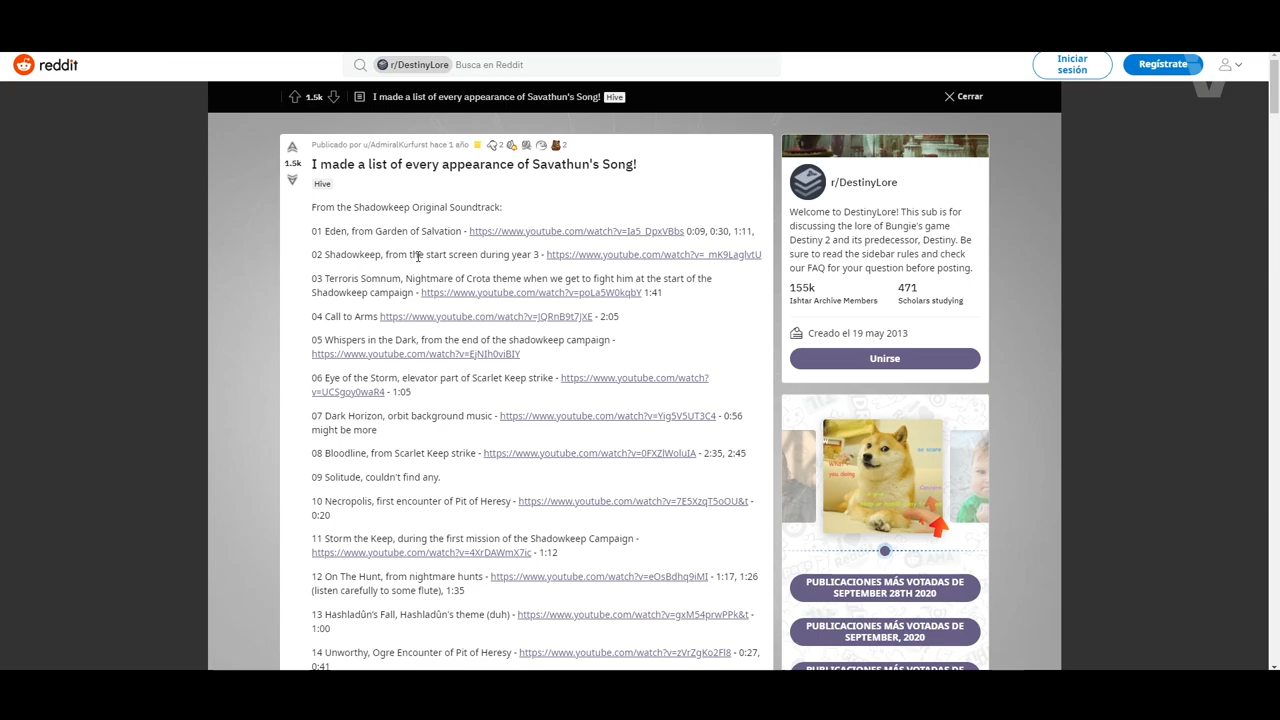 reddit
r/DestinyLore
Busca en Reddit
Iniciar
sesión
Regístrate
1.5k
I made a list of every appearance of Savathun's Song!
Hive
Cerrar
Publicado por u/AdmiralKurfurst hace 1 año
2
2
1.5k
I made a list of every appearance of Savathun's Song!
Hive
From the Shadowkeep Original Soundtrack:
01 Eden, from Garden of Salvation - https://www.youtube.com/watch?v=Ia5_DpxVBbs 0:09, 0:30, 1:11,
02 Shadowkeep, from the start screen during year 3 - https://www.youtube.com/watch?v=_mK9LaglvtU
03 Terroris Somnum, Nightmare of Crota theme when we get to fight him at the start of the
Shadowkeep campaign - https://www.youtube.com/watch?v=poLa5W0kqbY 1:41
04 Call to Arms https://www.youtube.com/watch?v=JQRnB9t7JXE - 2:05
05 Whispers in the Dark, from the end of the shadowkeep campaign -
https://www.youtube.com/watch?v=EjNIh0viBIY
06 Eye of the Storm, elevator part of Scarlet Keep strike - https://www.youtube.com/watch?
v=UCSgoy0waR4 - 1:05
07 Dark Horizon, orbit background music - https://www.youtube.com/watch?v=Yig5V5UT3C4 - 0:56
might be more
08 Bloodline, from Scarlet Keep strike - https://www.youtube.com/watch?v=0FXZlWoluIA - 2:35, 2:45
09 Solitude, couldn't find any.
10 Necropolis, first encounter of Pit of Heresy - https://www.youtube.com/watch?v=7E5XzqT5oOU&t -
0:20
11 Storm the Keep, during the first mission of the Shadowkeep Campaign -
https://www.youtube.com/watch?v=4XrDAWmX7ic - 1:12
12 On The Hunt, from nightmare hunts - https://www.youtube.com/watch?v=eOsBdhq9iMI - 1:17, 1:26
(listen carefully to some flute), 1:35
13 Hashladûn's Fall, Hashladûn's theme (duh) - https://www.youtube.com/watch?v=gxM54prwPPk&t -
1:00
14 Unworthy, Ogre Encounter of Pit of Heresy - https://www.youtube.com/watch?v=zVrZgKo2Fl8 - 0:27,
0:41
r/DestinyLore
Welcome to DestinyLore! This sub is for
discussing the lore of Bungie's game
Destiny 2 and its predecessor, Destiny. Be
sure to read the sidebar rules and check
our FAQ for your question before posting.
155k
471
Ishtar Archive Members
Scholars studying
Creado el 19 may 2013
Unirse
so scare
What r
you doing
Concern
AMA
PUBLICACIONES MÁS VOTADAS DE
SEPTEMBER 28TH 2020
PUBLICACIONES MÁS VOTADAS DE
SEPTEMBER, 2020